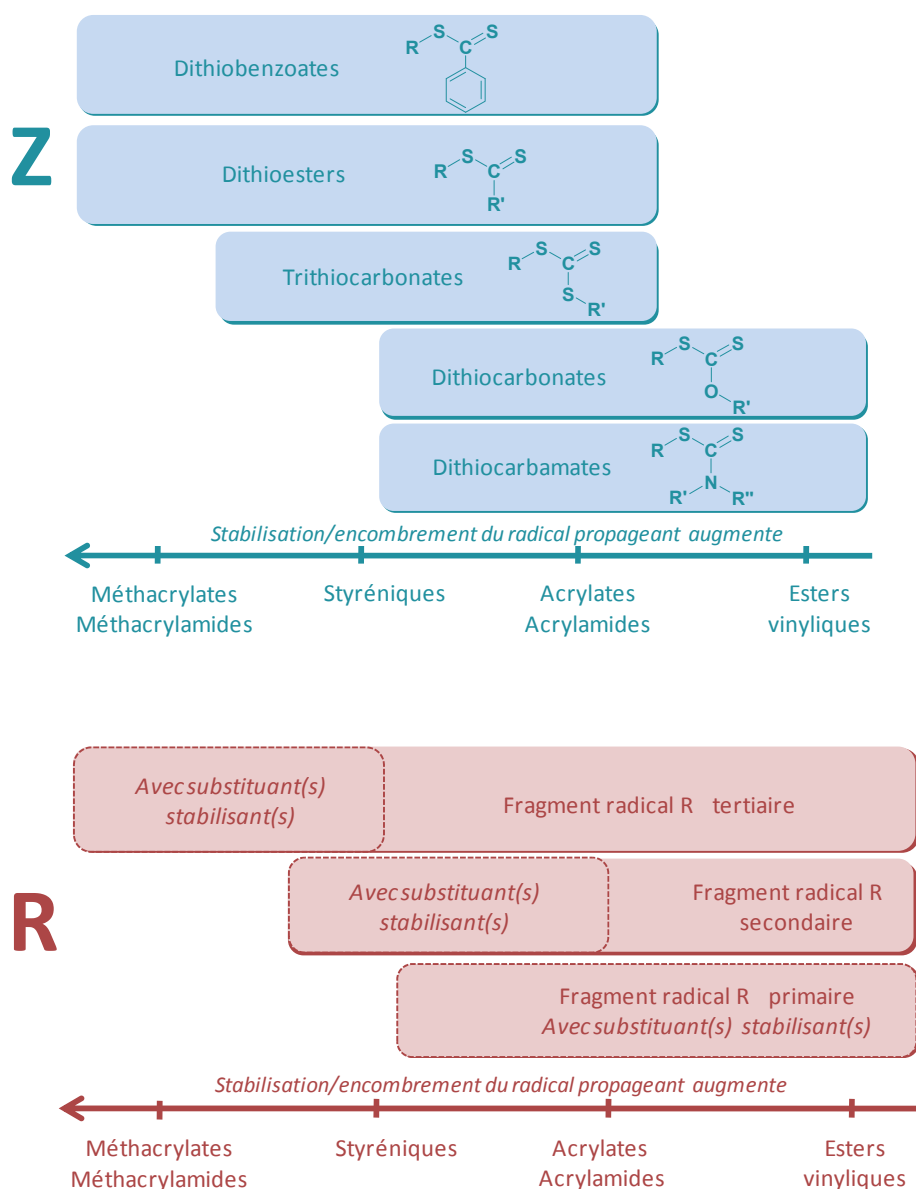 Z
Dithiobenzoates
R
S
C
S
Dithioesters
R
S
C
S
R'
Trithiocarbonates
R
S
C
S
S
R'
Dithiocarbonates
R
S
C
S
O
R'
Dithiocarbamates
R
S
C
S
N
R'
R''
Stabilisation/encombrement du radical propageant augmente
Méthacrylates
Méthacrylamides
Styréniques
Acrylates
Acrylamides
Esters
vinyliques
R
Avec substituant(s)
stabilisant(s)
Fragment radical R tertiaire
Avec substituant(s)
stabilisant(s)
Fragment radical R
secondaire
Fragment radical R primaire
Avec substituant(s) stabilisant(s)
Stabilisation/encombrement du radical propageant augmente
Méthacrylates
Méthacrylamides
Styréniques
Acrylates
Acrylamides
Esters
vinyliques